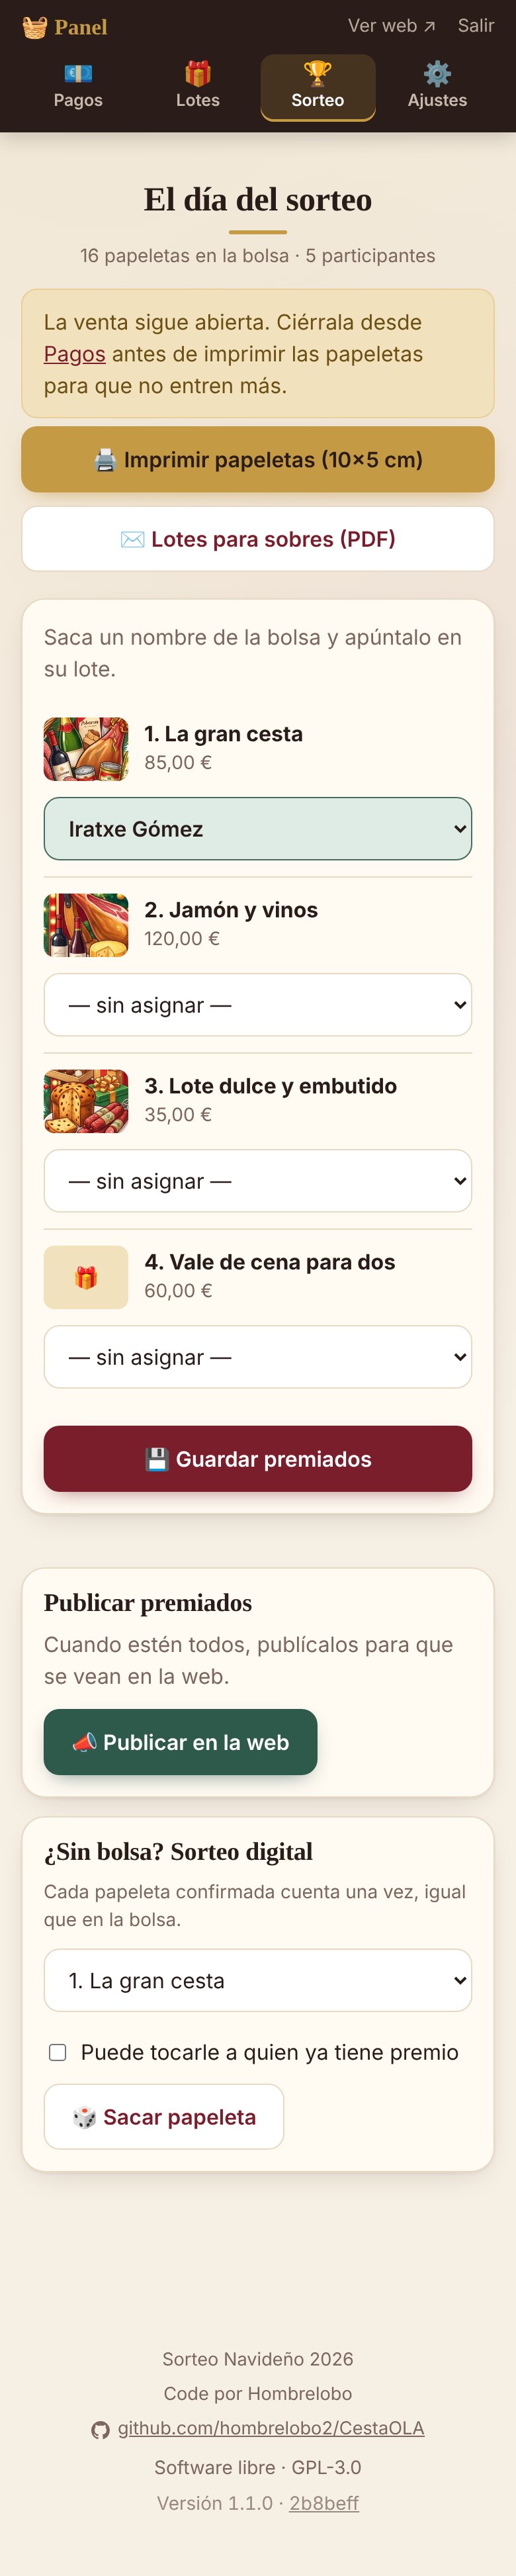 🧺 Panel
Ver web ↗ Salir
💶 Pagos
🎁 Lotes
🏆 Sorteo
⚙️ Ajustes
El día del sorteo
16 papeletas en la bolsa · 5 participantes
La venta sigue abierta. Ciérrala desde
Pagos antes de imprimir las papeletas
para que no entren más.
🖨️ Imprimir papeletas (10×5 cm)
✉️ Lotes para sobres (PDF)
Saca un nombre de la bolsa y apúntalo en
su lote.
1. La gran cesta
85,00 €
Iratxe Gómez
2. Jamón y vinos
120,00 €
— sin asignar —
3. Lote dulce y embutido
35,00 €
— sin asignar —
4. Vale de cena para dos
60,00 €
— sin asignar —
💾 Guardar premiados
Publicar premiados
Cuando estén todos, publícalos para que
se vean en la web.
📣 Publicar en la web
¿Sin bolsa? Sorteo digital
Cada papeleta confirmada cuenta una vez, igual
que en la bolsa.
1. La gran cesta
Puede tocarle a quien ya tiene premio
🎲 Sacar papeleta
Sorteo Navideño 2026
Code por Hombrelobo
github.com/hombrelobo2/CestaOLA
Software libre · GPL-3.0
Versión 1.1.0 · 2b8beff